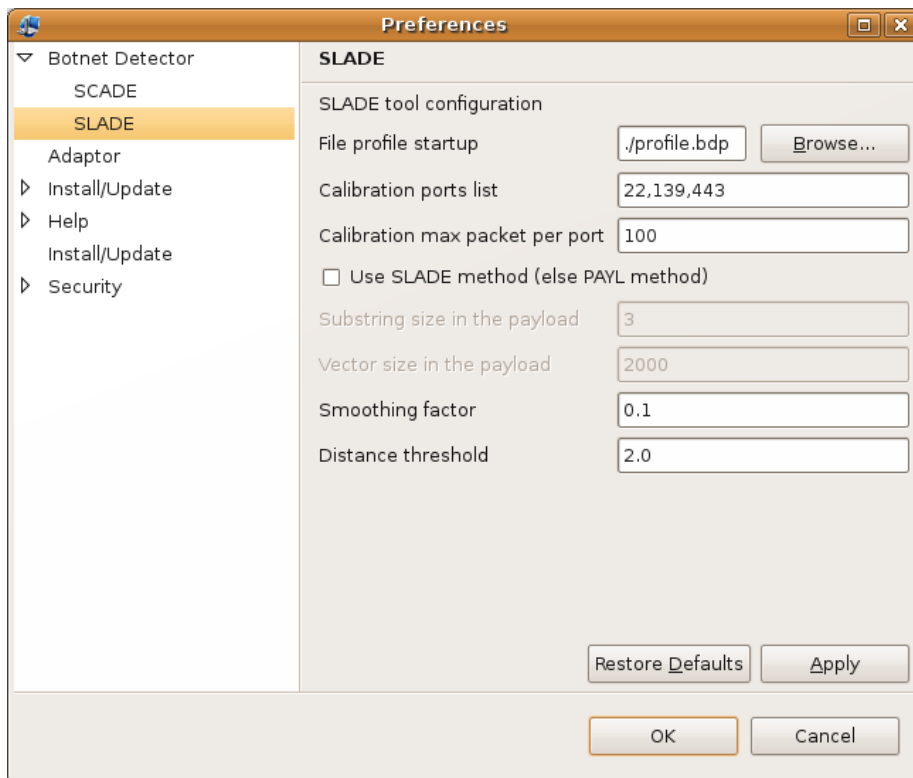 Preferences
Botnet Detector
SCADE
SLADE
Adaptor
Install/Update
Help
Install/Update
Security
SLADE
SLADE tool configuration
File profile startup ./profile.bdp Browse...
Calibration ports list 22,139,443
Calibration max packet per port 100
Use SLADE method (else PAYL method)
Substring size in the payload 3
Vector size in the payload 2000
Smoothing factor 0.1
Distance threshold 2.0
Restore Defaults Apply
OK Cancel